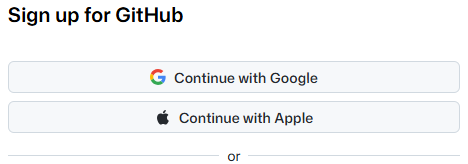 Sign up for GitHub
Continue with Google
Continue with Apple
or